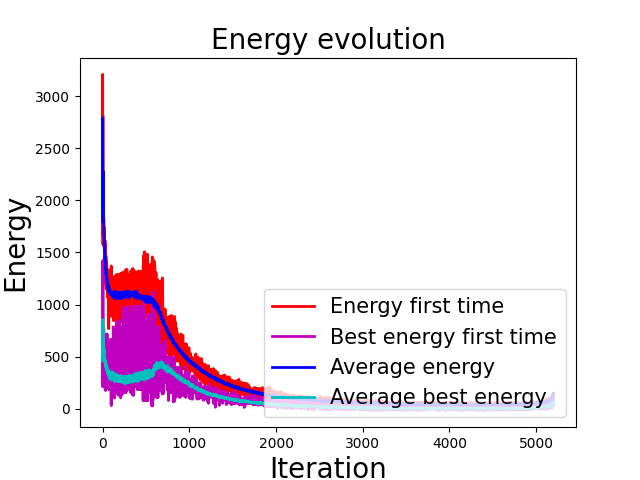 Energy evolution
Energy
3000
2500
2000
1500
1000
500
0
Energy first time
Best energy first time
Average energy
Average best energy
0 1000 2000 3000 4000 5000
Iteration